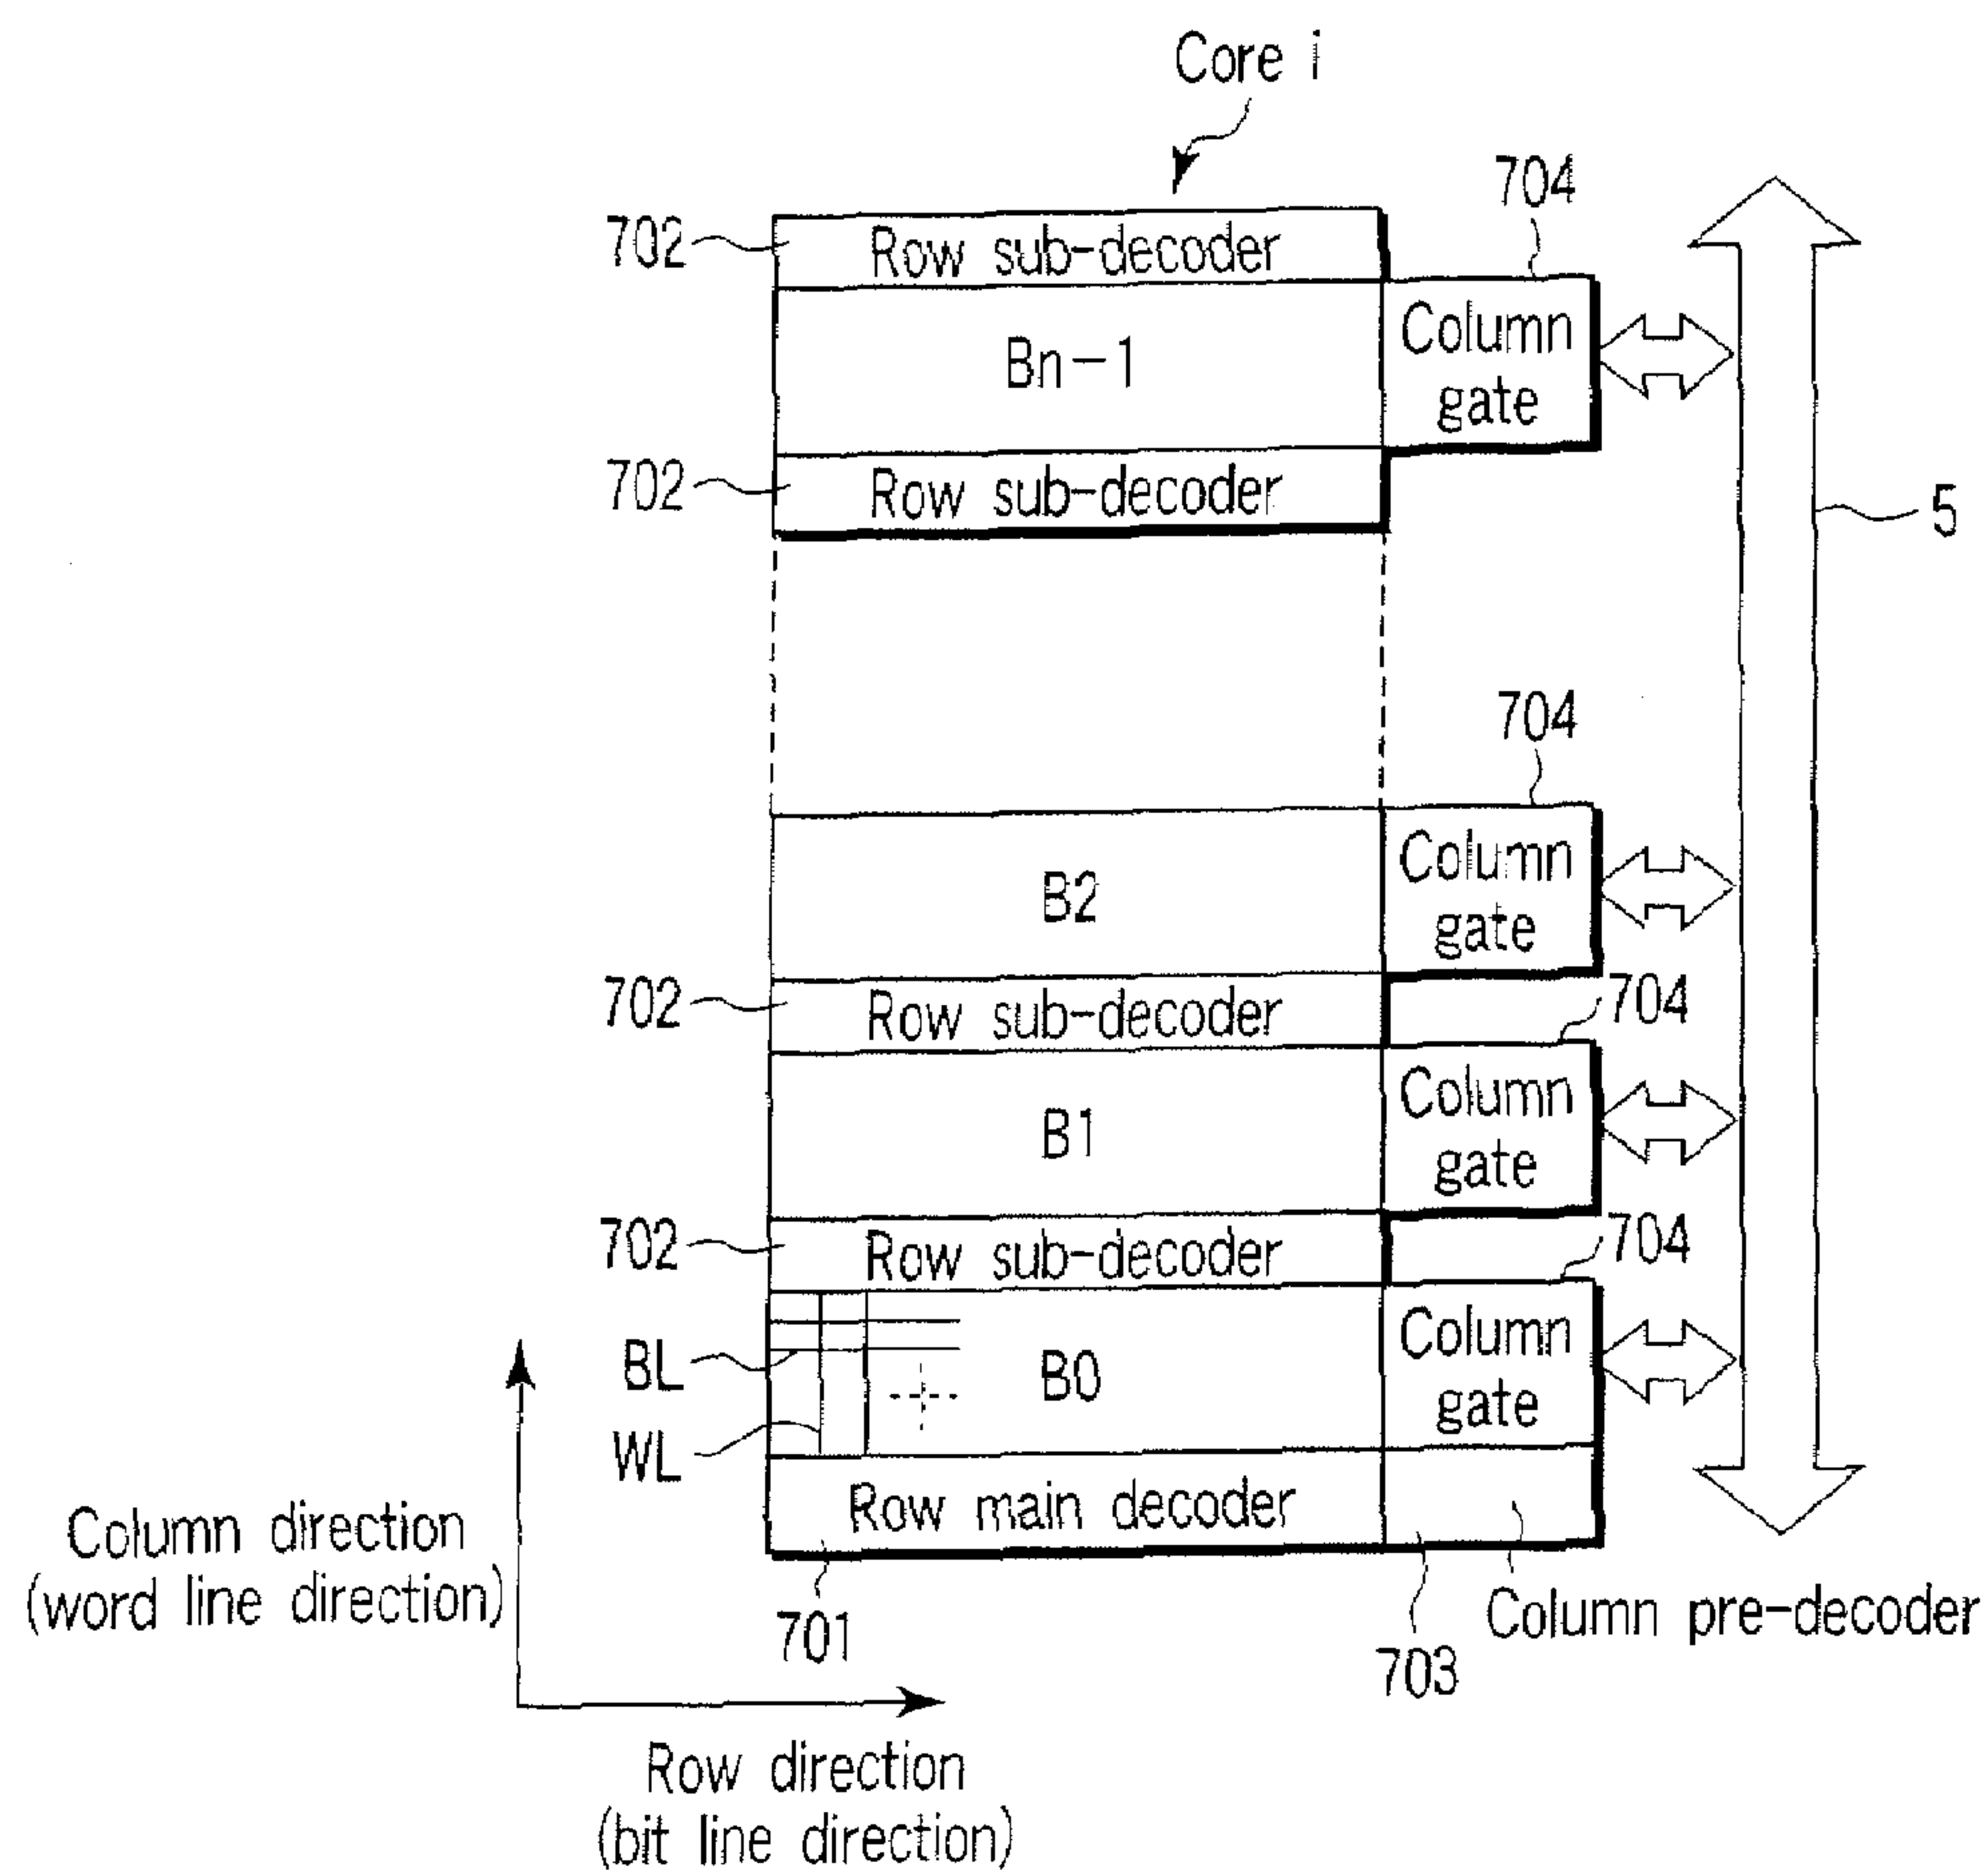 Core i
704
702
Row sub-decoder
Bn-1
Column
gate
702
Row sub-decoder
5
704
B2
Column
gate
702
Row sub-decoder
704
B1
Column
gate
702
Row sub-decoder
704
BL
B0
Column
gate
WL
Row main decoder
Column direction
(word line direction)
701
703
Column pre-decoder
Row direction
(bit line direction)